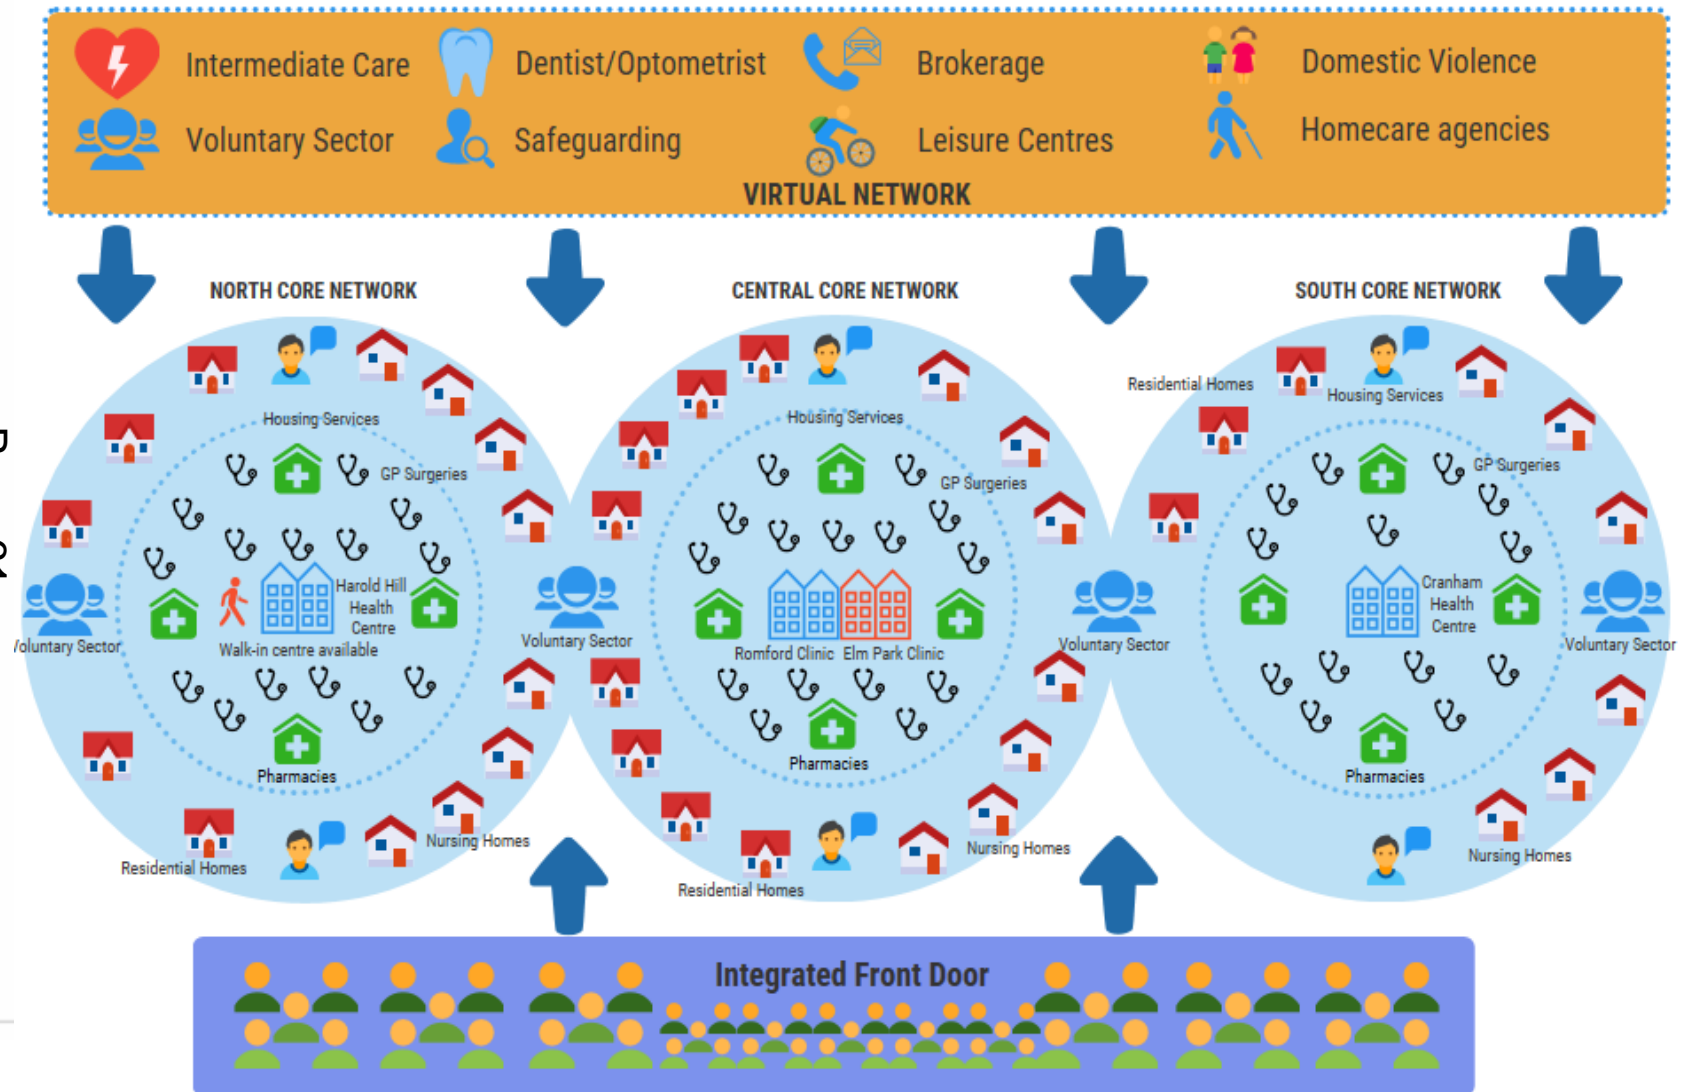 Intermediate Care
Dentist/Optometrist
Brokerage
Domestic Violence
Voluntary Sector
Safeguarding
Leisure Centres
Homecare agencies
VIRTUAL NETWORK
NORTH CORE NETWORK
CENTRAL CORE NETWORK
SOUTH CORE NETWORK
Housing Services
GP Surgeries
Harold Hill
Health
Centre
Walk-in centre available
Voluntary Sector
Pharmacies
Residential Homes
Nursing Homes
Housing Services
GP Surgeries
Voluntary Sector
Romford Clinic
Elm Park Clinic
Pharmacies
Residential Homes
Nursing Homes
Residential Homes
Housing Services
GP Surgeries
Voluntary Sector
Cranham
Health
Centre
Voluntary Sector
Pharmacies
Nursing Homes
Integrated Front Door